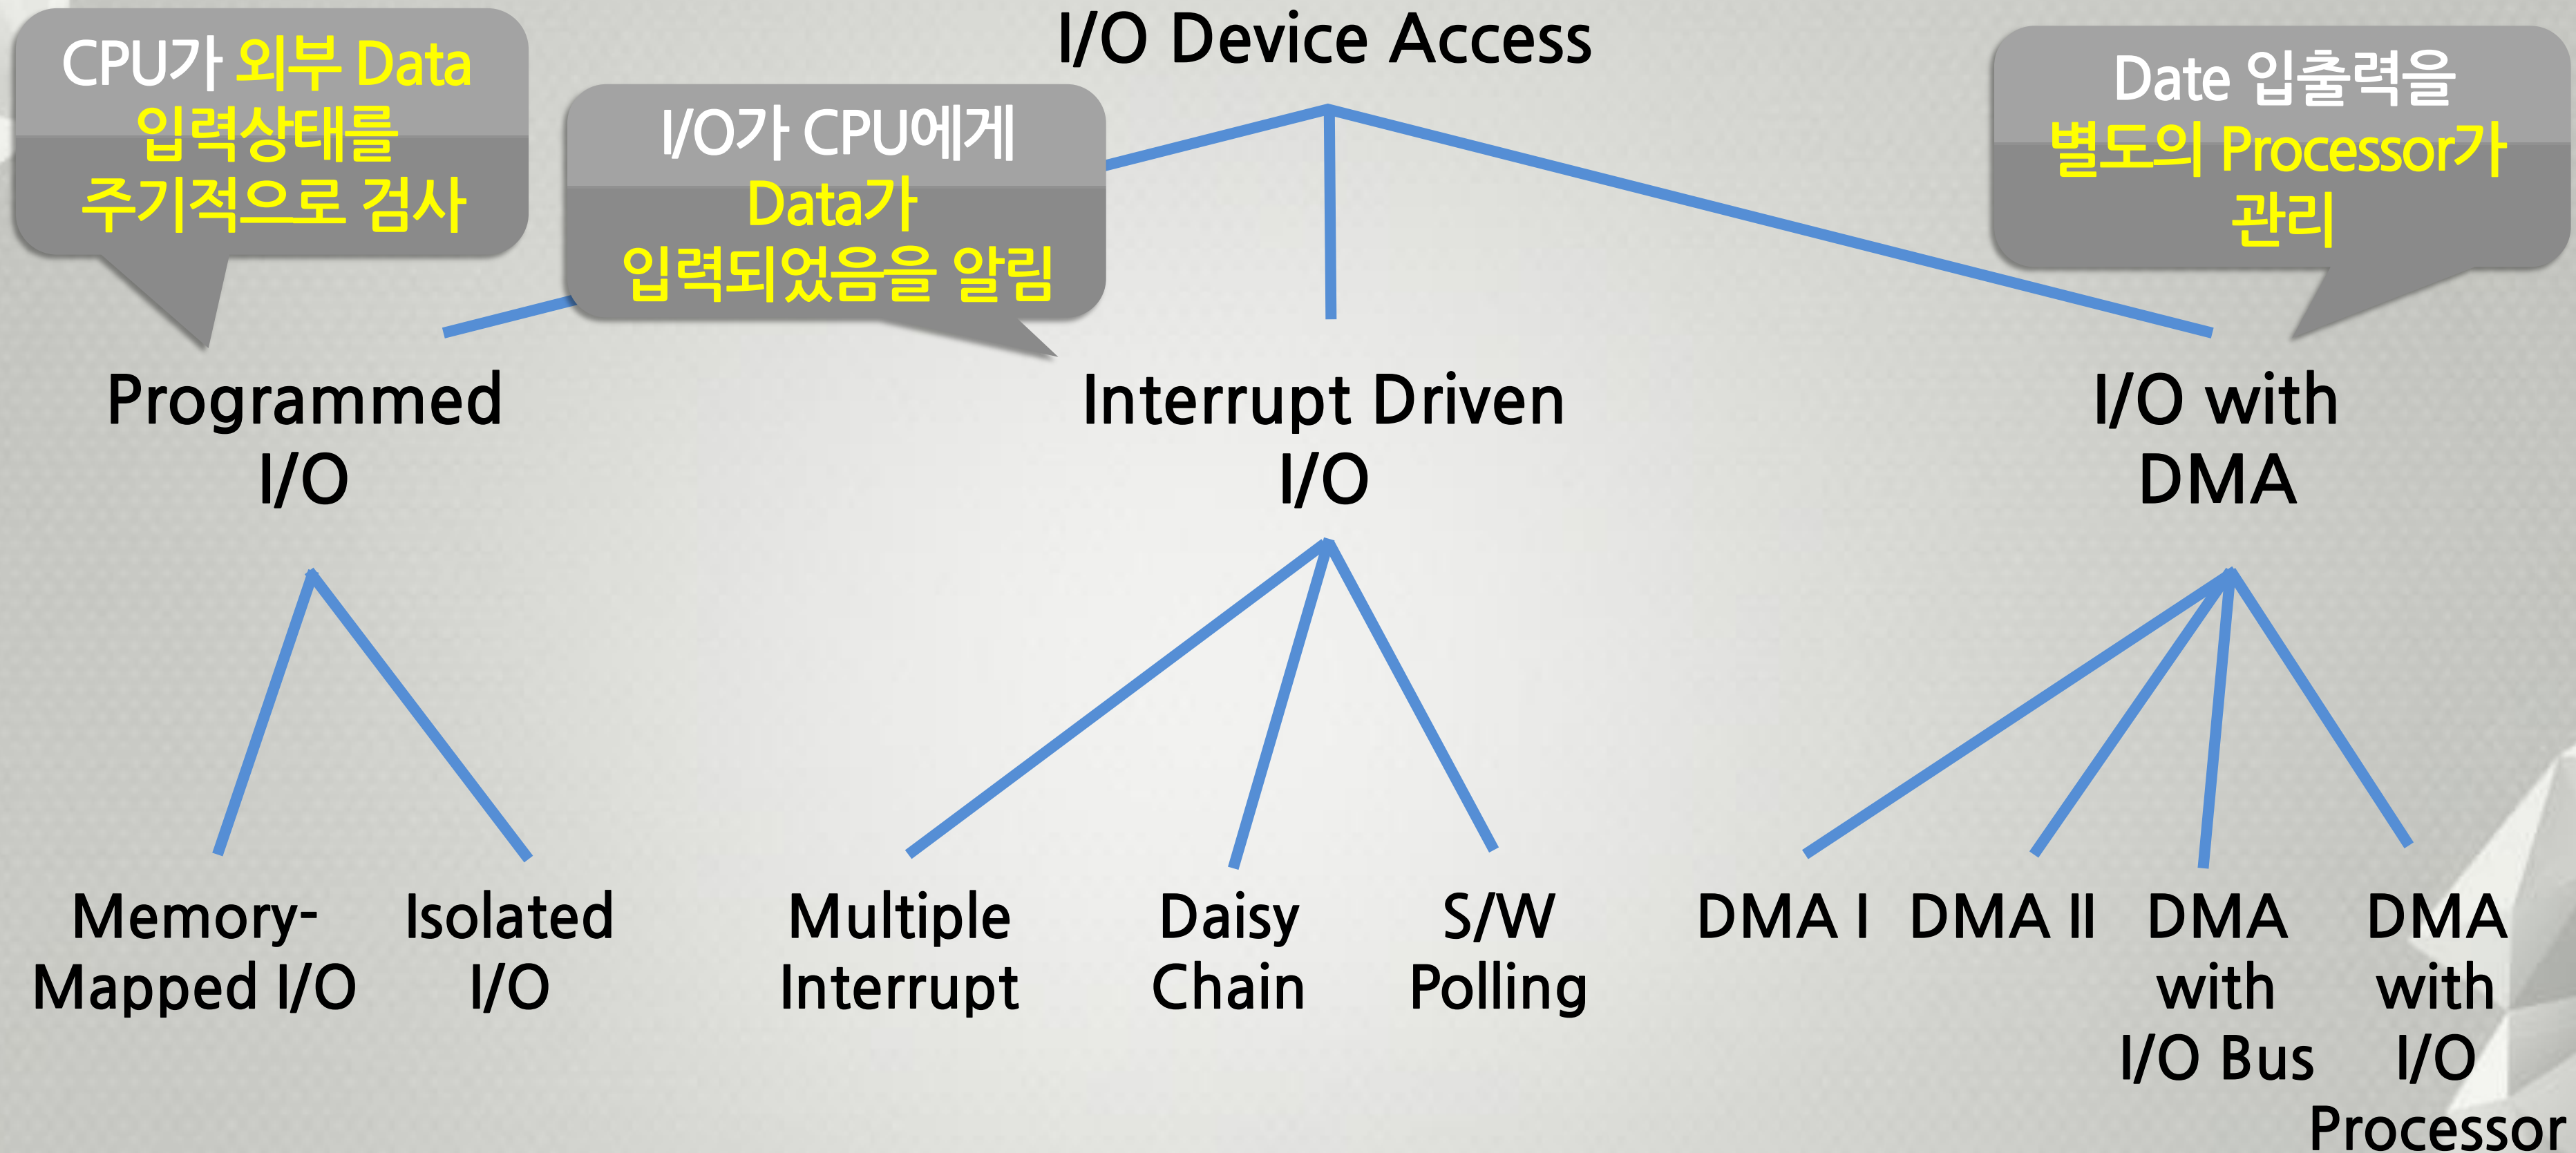 I/O Device Access
CPU가 외부 Data
입력상태를
주기적으로 검사
I/O가 CPU에게
Data가
입력되었음을 알림
Date 입출력을
별도의 Processor가
관리
Programmed
I/O
Interrupt Driven
I/O
I/O with
DMA
Memory-
Mapped I/O
Isolated
I/O
Multiple
Interrupt
Daisy
Chain
S/W
Polling
DMA I
DMA II
DMA
with
I/O Bus
DMA
with
I/O
Processor